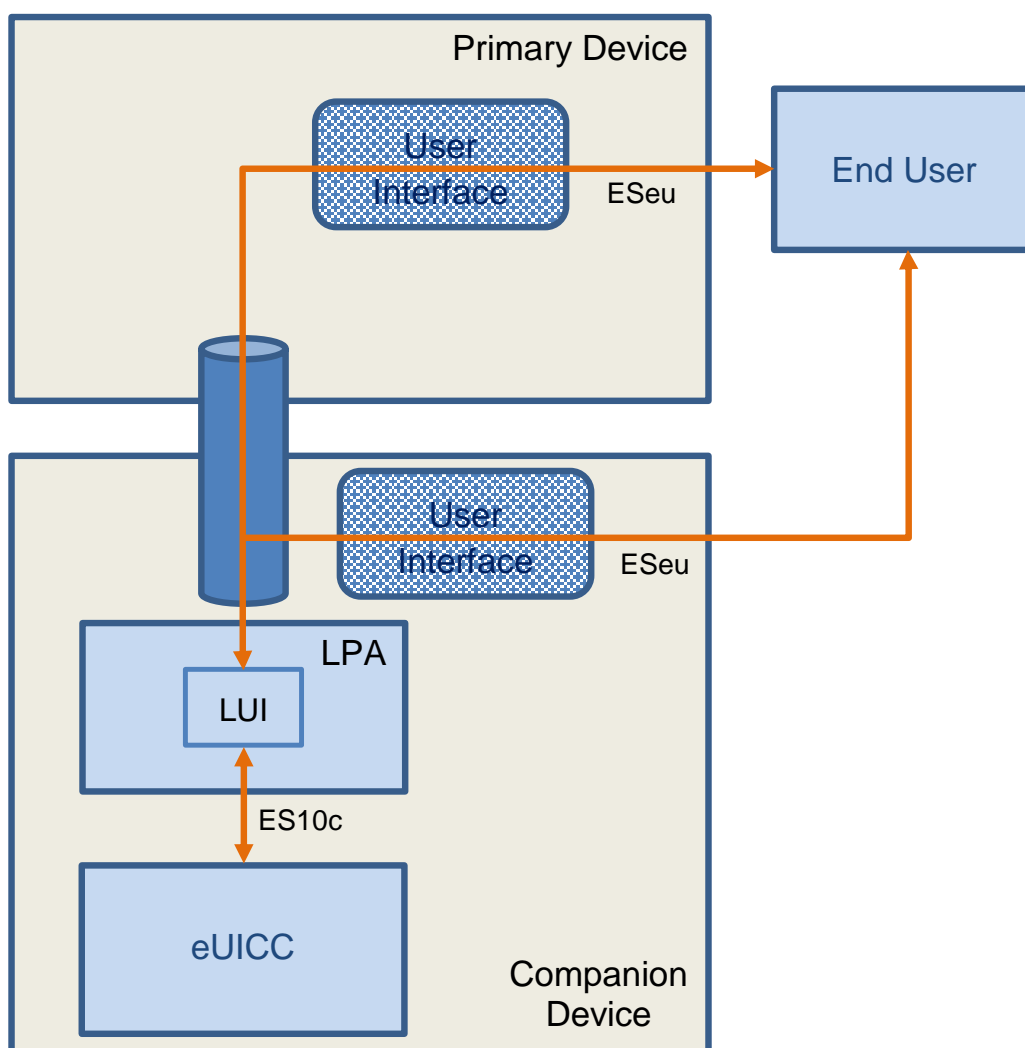 Primary Device
User
Interface
ESeu
End User
User
Interface
ESeu
LPA
LUI
ES10c
eUICC
Companion
Device